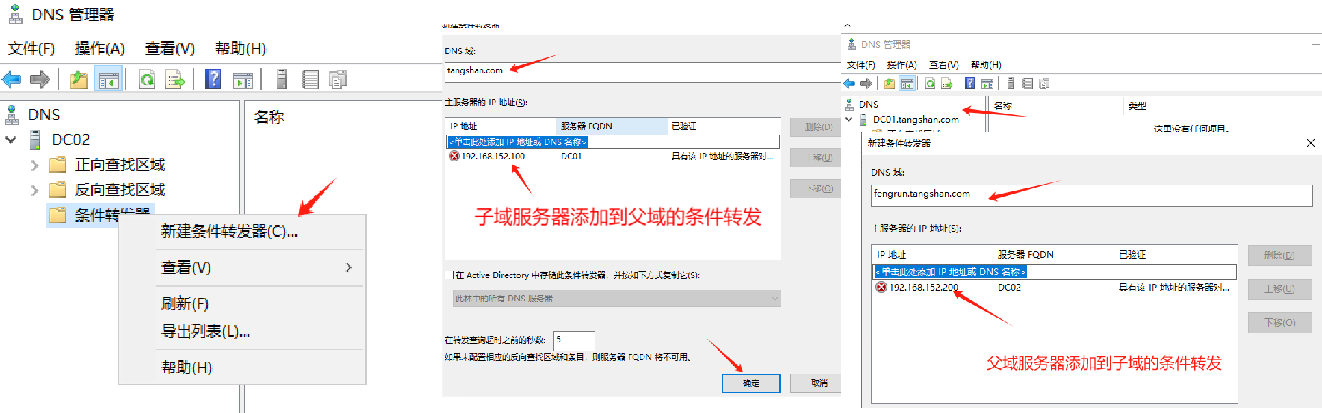 DNS 管理器
文件(F) 操作(A) 查看(V) 帮助(H)
DNS
DC02
正向查找区域
反向查找区域
条件转发器
名称
新建条件转发器(C)...
查看(V)
刷新(F)
导出列表(L)...
帮助(H)
DNS 域:
tangshan.com
主服务器的 IP 地址(S):
IP 地址 服务器 FQDN 已验证
<单击此处添加 IP 地址或 DNS 名称>
192.168.152.100 DC01 具有该 IP 地址的服务器对...
删除(D)
下移(O)
子域服务器添加到父域的条件转发
在 Active Directory 中存储此条件转发器，并按如下方式复制它(S):
此林中的所有 DNS 服务器
在转发查询超时之前的秒数: 5
如果未配置相应的反向查找区域和条目，则服务器 FQDN 将不可用。
确定 取消
DNS 管理器
文件(F) 操作(A) 查看(V) 帮助(H)
DNS
DC01.tangshan.com
名称 类型
这里没有任何项目。
新建条件转发器
DNS 域:
fengrun.tangshan.com
主服务器的 IP 地址(S):
IP 地址 服务器 FQDN 已验证
<单击此处添加 IP 地址或 DNS 名称>
192.168.152.200 DC02 具有该 IP 地址的服务器对...
删除(D)
上移(U)
下移(O)
父域服务器添加到子域的条件转发